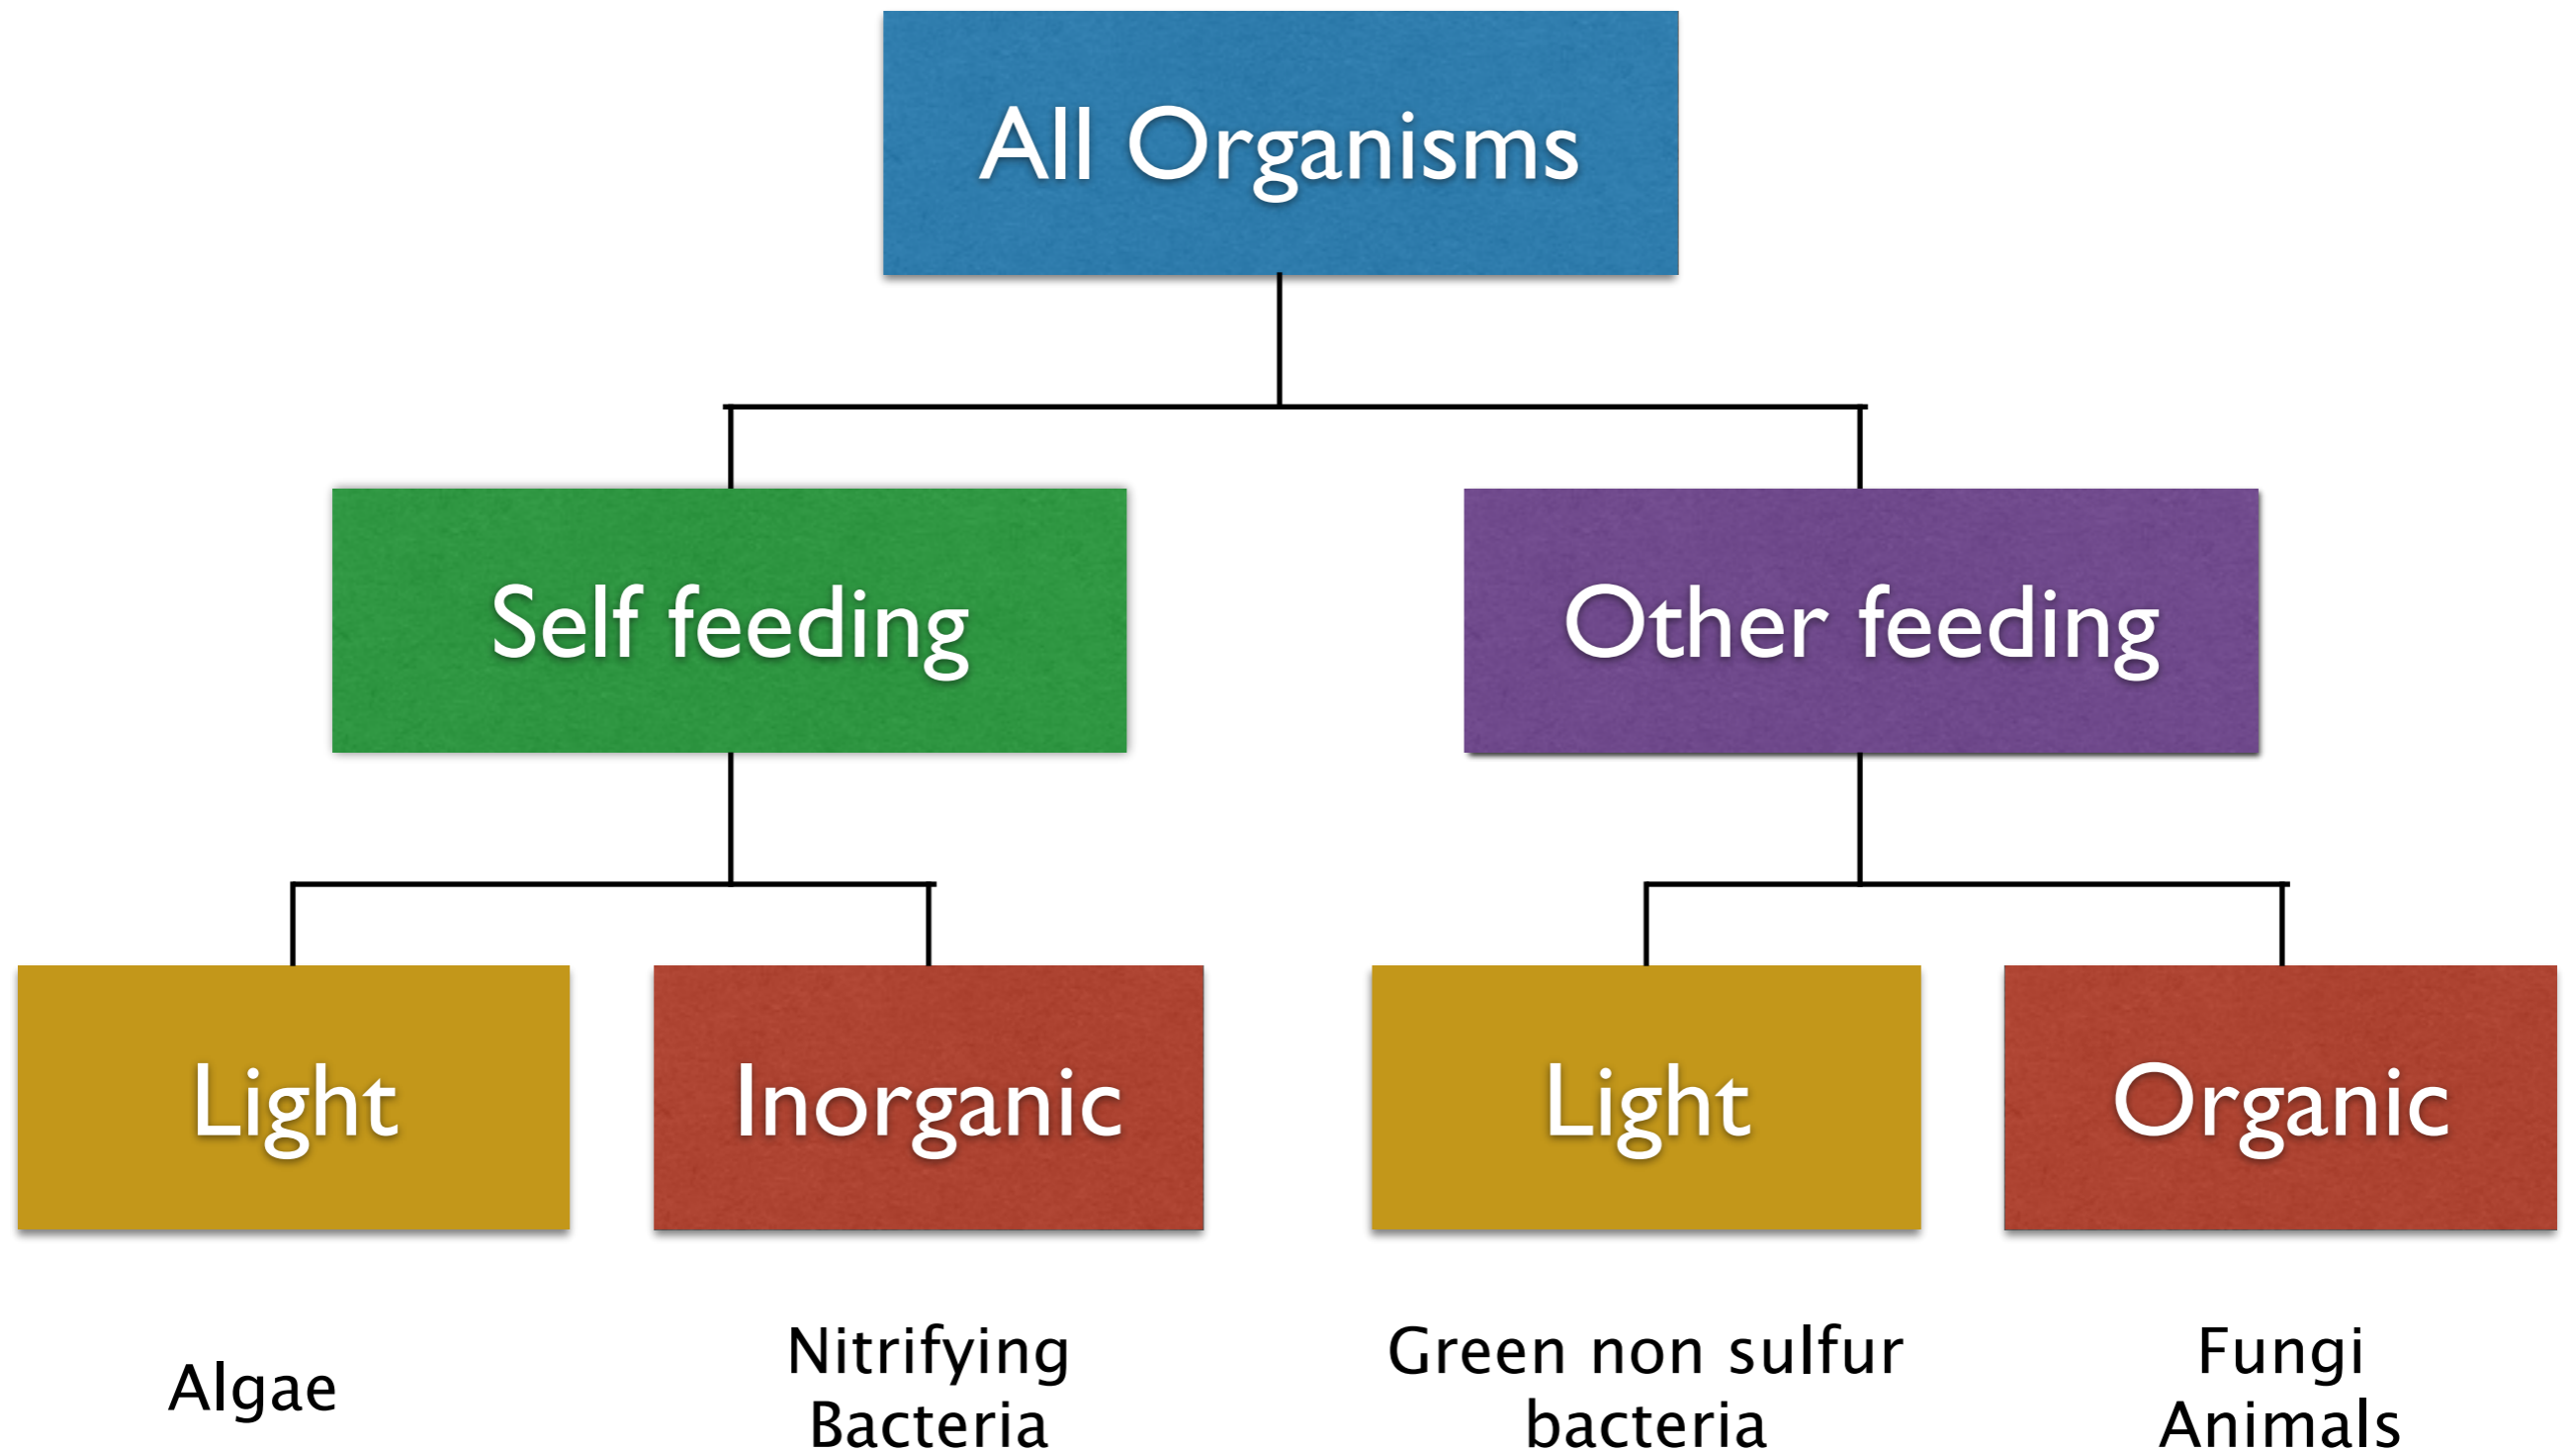 All Organisms
Self feeding
Other feeding
Light
Inorganic
Light
Organic
Algae
Nitrifying
Bacteria
Green non sulfur
bacteria
Fungi
Animals